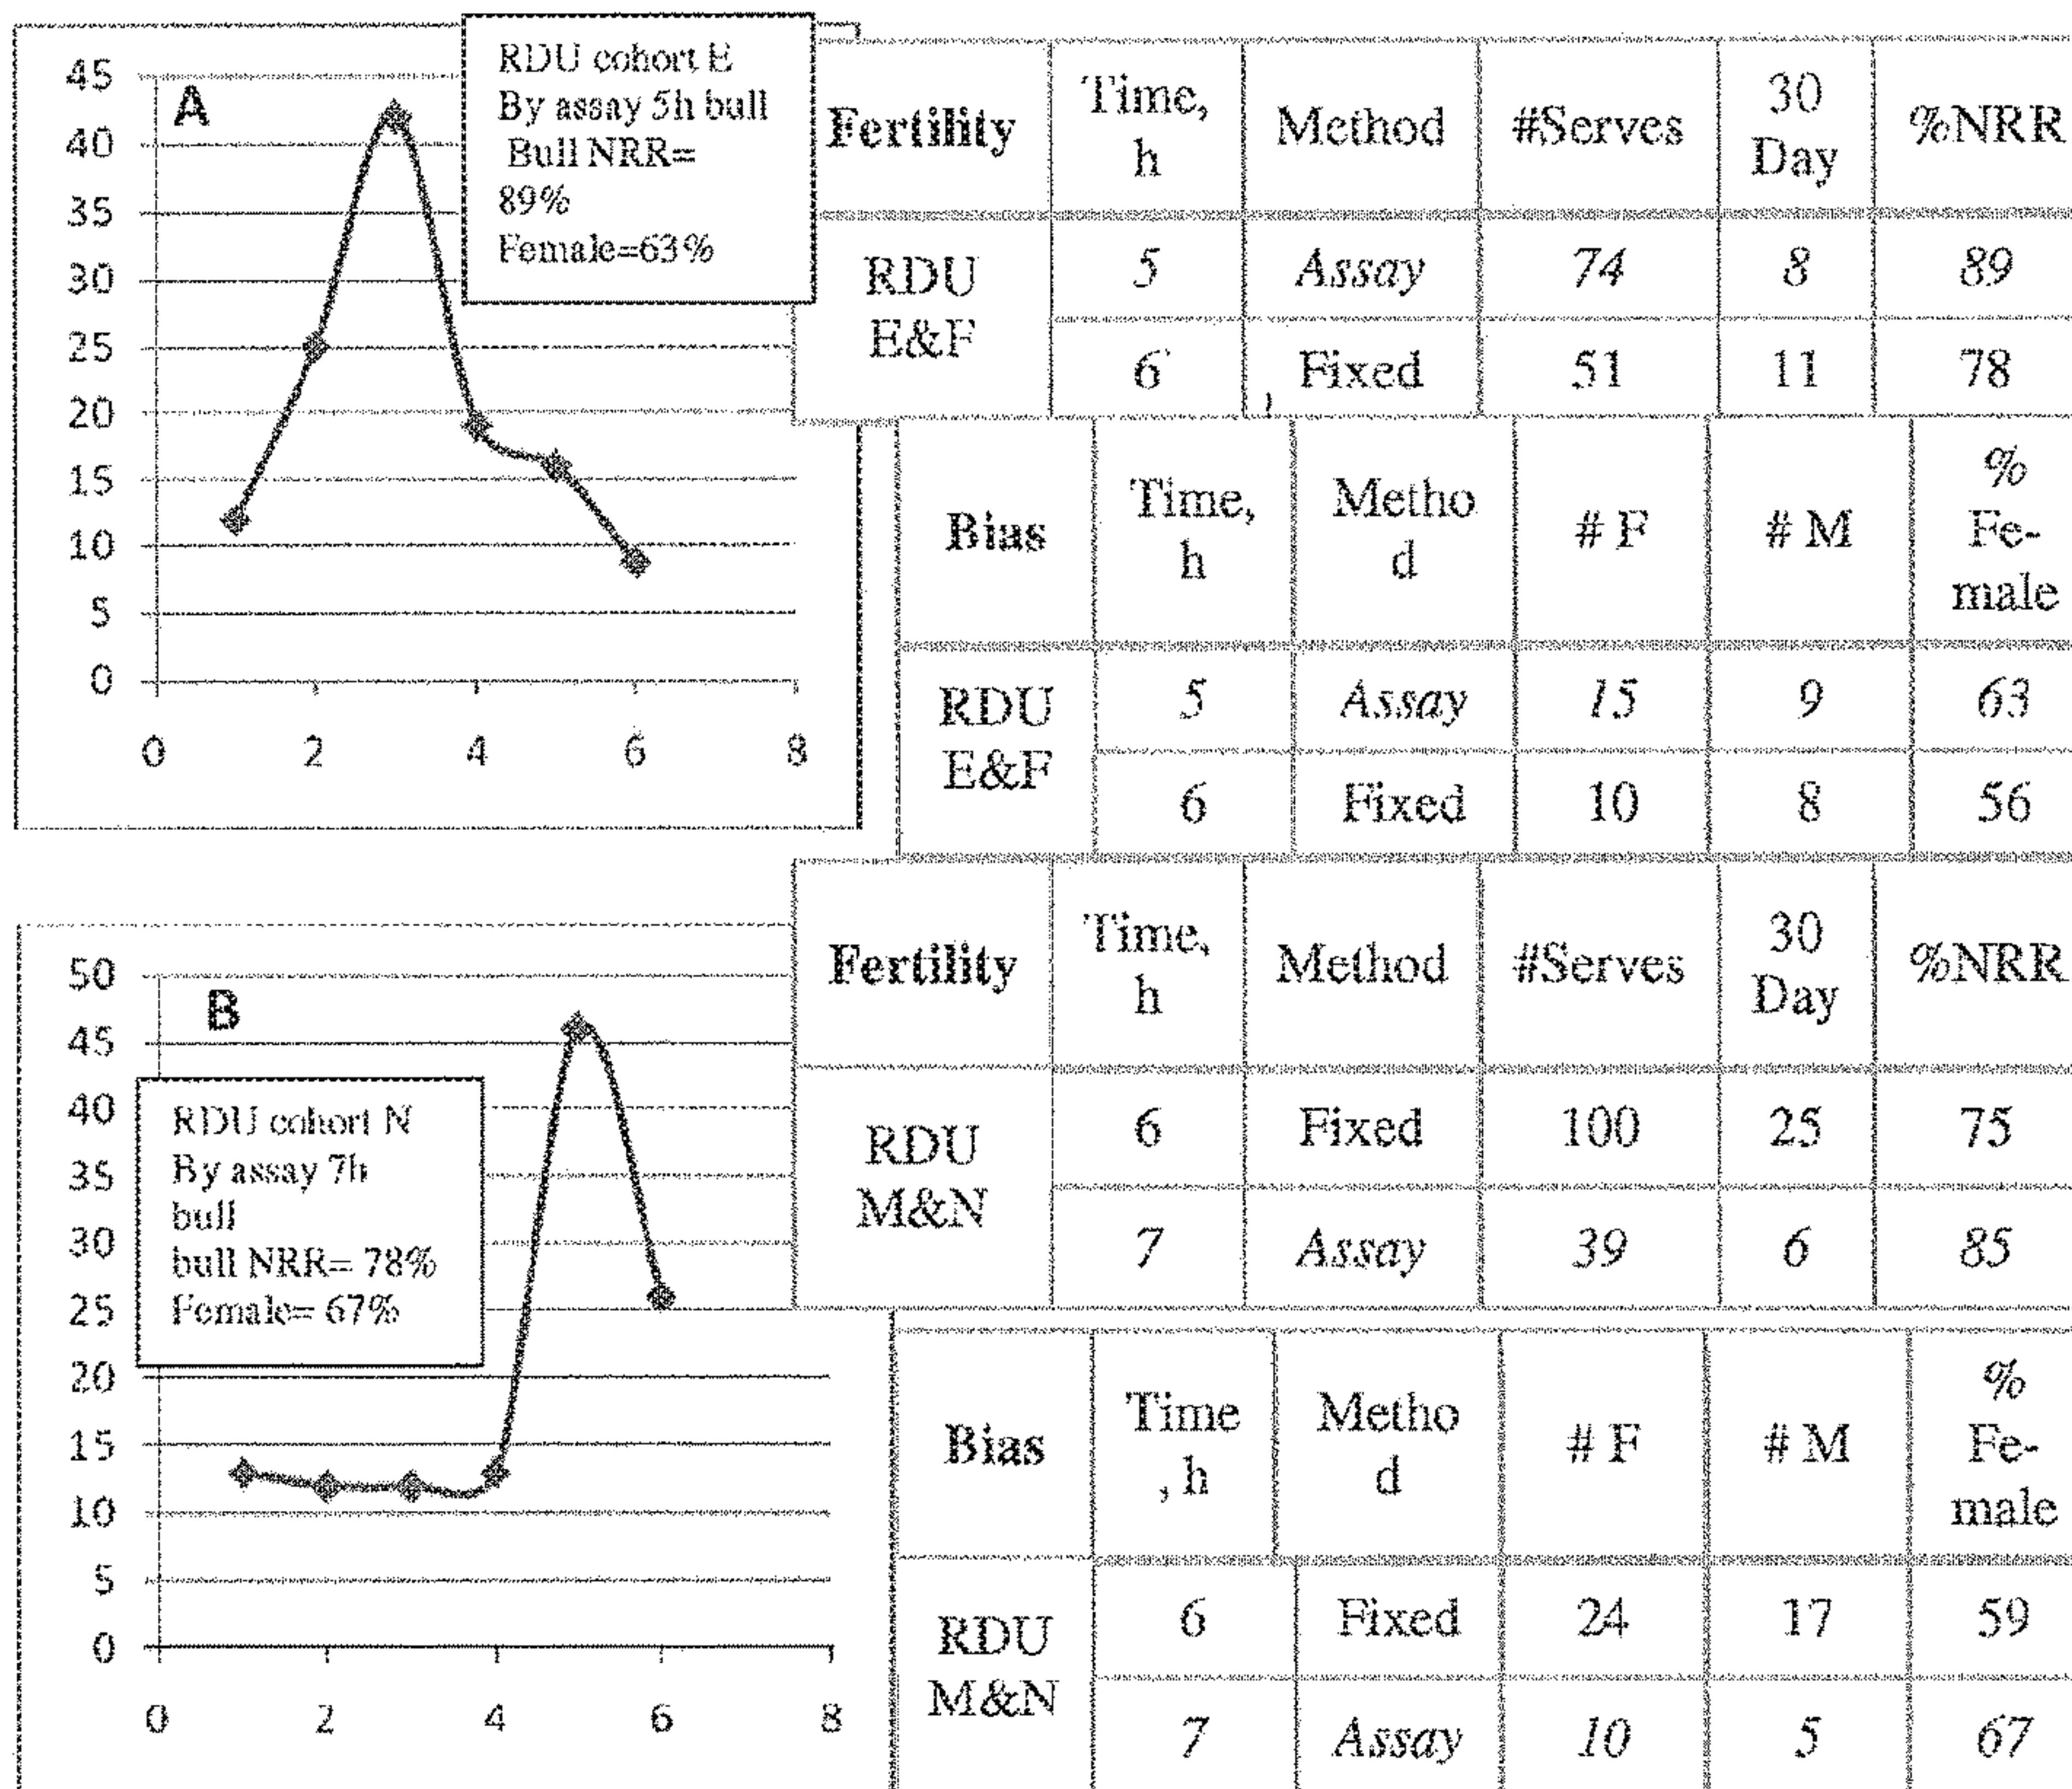 A
45
40
35
30
25
20
15
10
5
0
0 2 4 6 8
RDU cohort E
By assay 5h bull
Bull NRR=
89%
Female=63%
Fertility Time, h Method #Serves 30 Day %NRR
RDU E&F 5 Assay 74 8 89
6 Fixed 51 11 78
Bias Time, h Metho d # F # M % Fe- male
RDU E&F 5 Assay 15 9 63
6 Fixed 10 8 56
B
50
45
40
35
30
25
20
15
10
5
0
0 2 4 6 8
RDU cohort N
By assay 7h
bull
bull NRR= 78%
Female= 67%
Fertility Time, h Method #Serves 30 Day %NRR
RDU M&N 6 Fixed 100 25 75
7 Assay 39 6 85
Bias Time , h Metho d # F # M % Fe- male
RDU M&N 6 Fixed 24 17 59
7 Assay 10 5 67